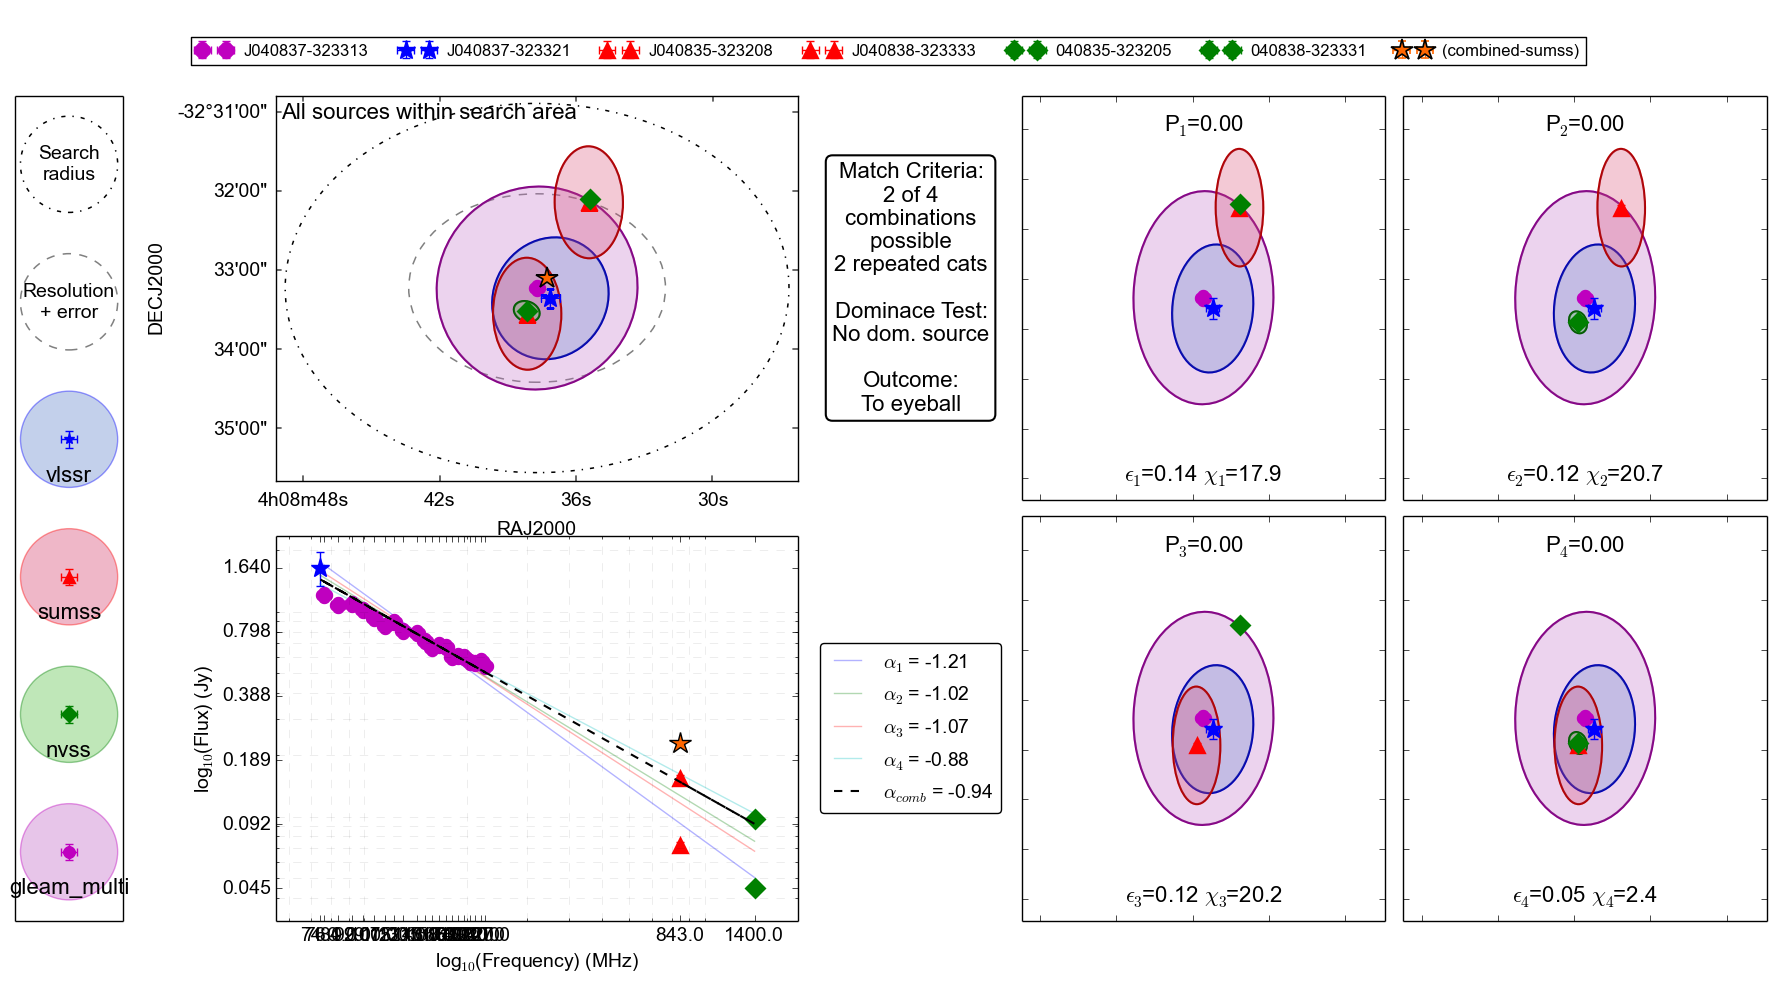 J040837-323313 J040837-323321 J040835-323208 J040838-323333 040835-323205 040838-323331 (combined-sumss)
Search
radius
Resolution
+ error
vlssr
sumss
nvss
gleam_multi
All sources within search area
-32°31'00"
32'00"
33'00"
34'00"
35'00"
DECJ2000
4h08m48s 42s 36s 30s
RAJ2000
Match Criteria:
2 of 4
combinations
possible
2 repeated cats
Dominace Test:
No dom. source
Outcome:
To eyeball
P1=0.00
ϵ1=0.14 χ1=17.9
P2=0.00
ϵ2=0.12 χ2=20.7
1.640
0.798
0.388
0.189
0.092
0.045
log10(Flux) (Jy)
843.0 1400.0
log10(Frequency) (MHz)
α1 = -1.21
α2 = -1.02
α3 = -1.07
α4 = -0.88
αcomb = -0.94
P3=0.00
ϵ3=0.12 χ3=20.2
P4=0.00
ϵ4=0.05 χ4=2.4